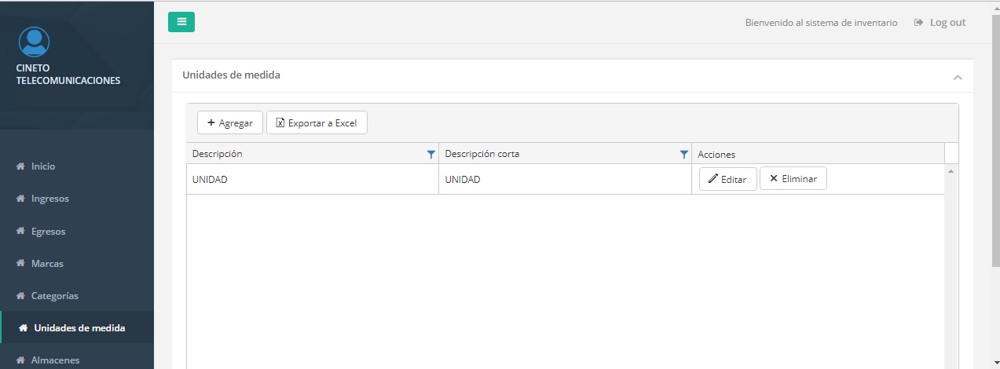 CINETO
TELECOMUNICACIONES
Inicio
Ingresos
Egresos
Marcas
Categorías
Unidades de medida
Almacenes
Bienvenido al sistema de inventario
Log out
Unidades de medida
Agregar
Exportar a Excel
Descripción
Descripción corta
Acciones
UNIDAD
UNIDAD
Editar
Eliminar